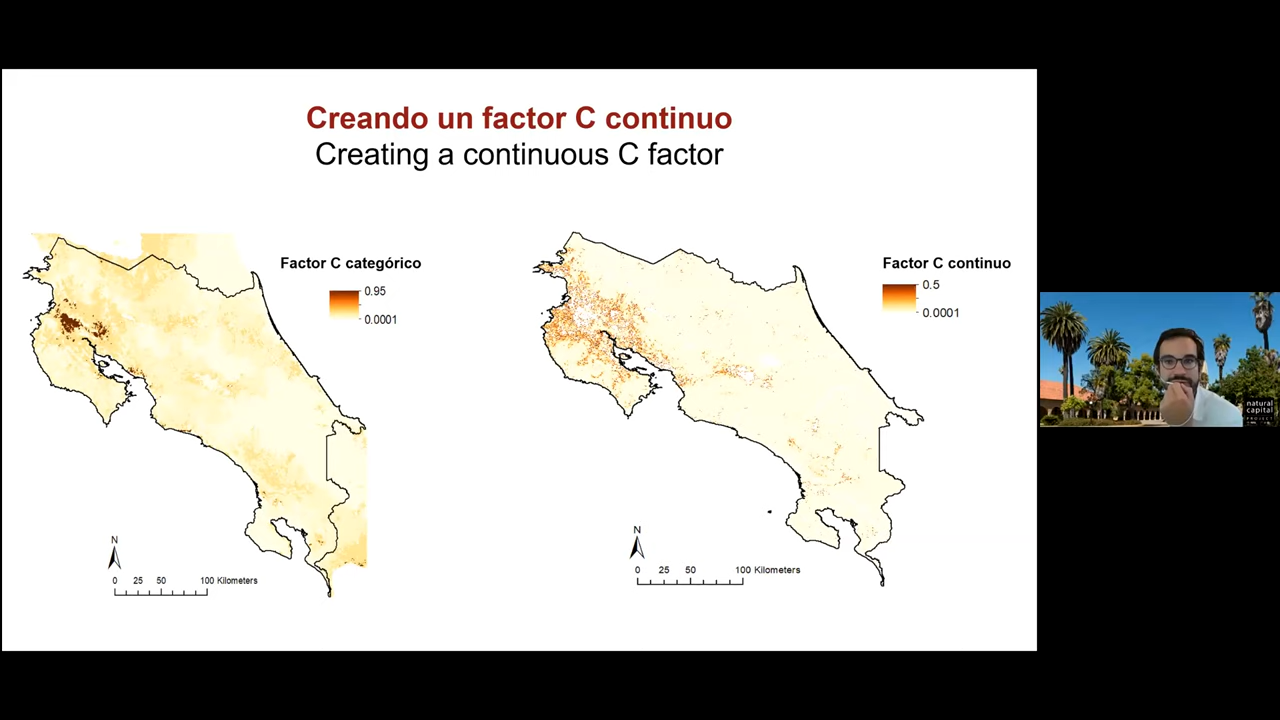 Creando un factor C continuo
Creating a continuous C factor
Factor C categórico
0.95
0.0001
N
0 25 50 100 Kilometers
Factor C continuo
0.5
0.0001
N
0 25 50 100 Kilometers
natural
capital
PROJECT